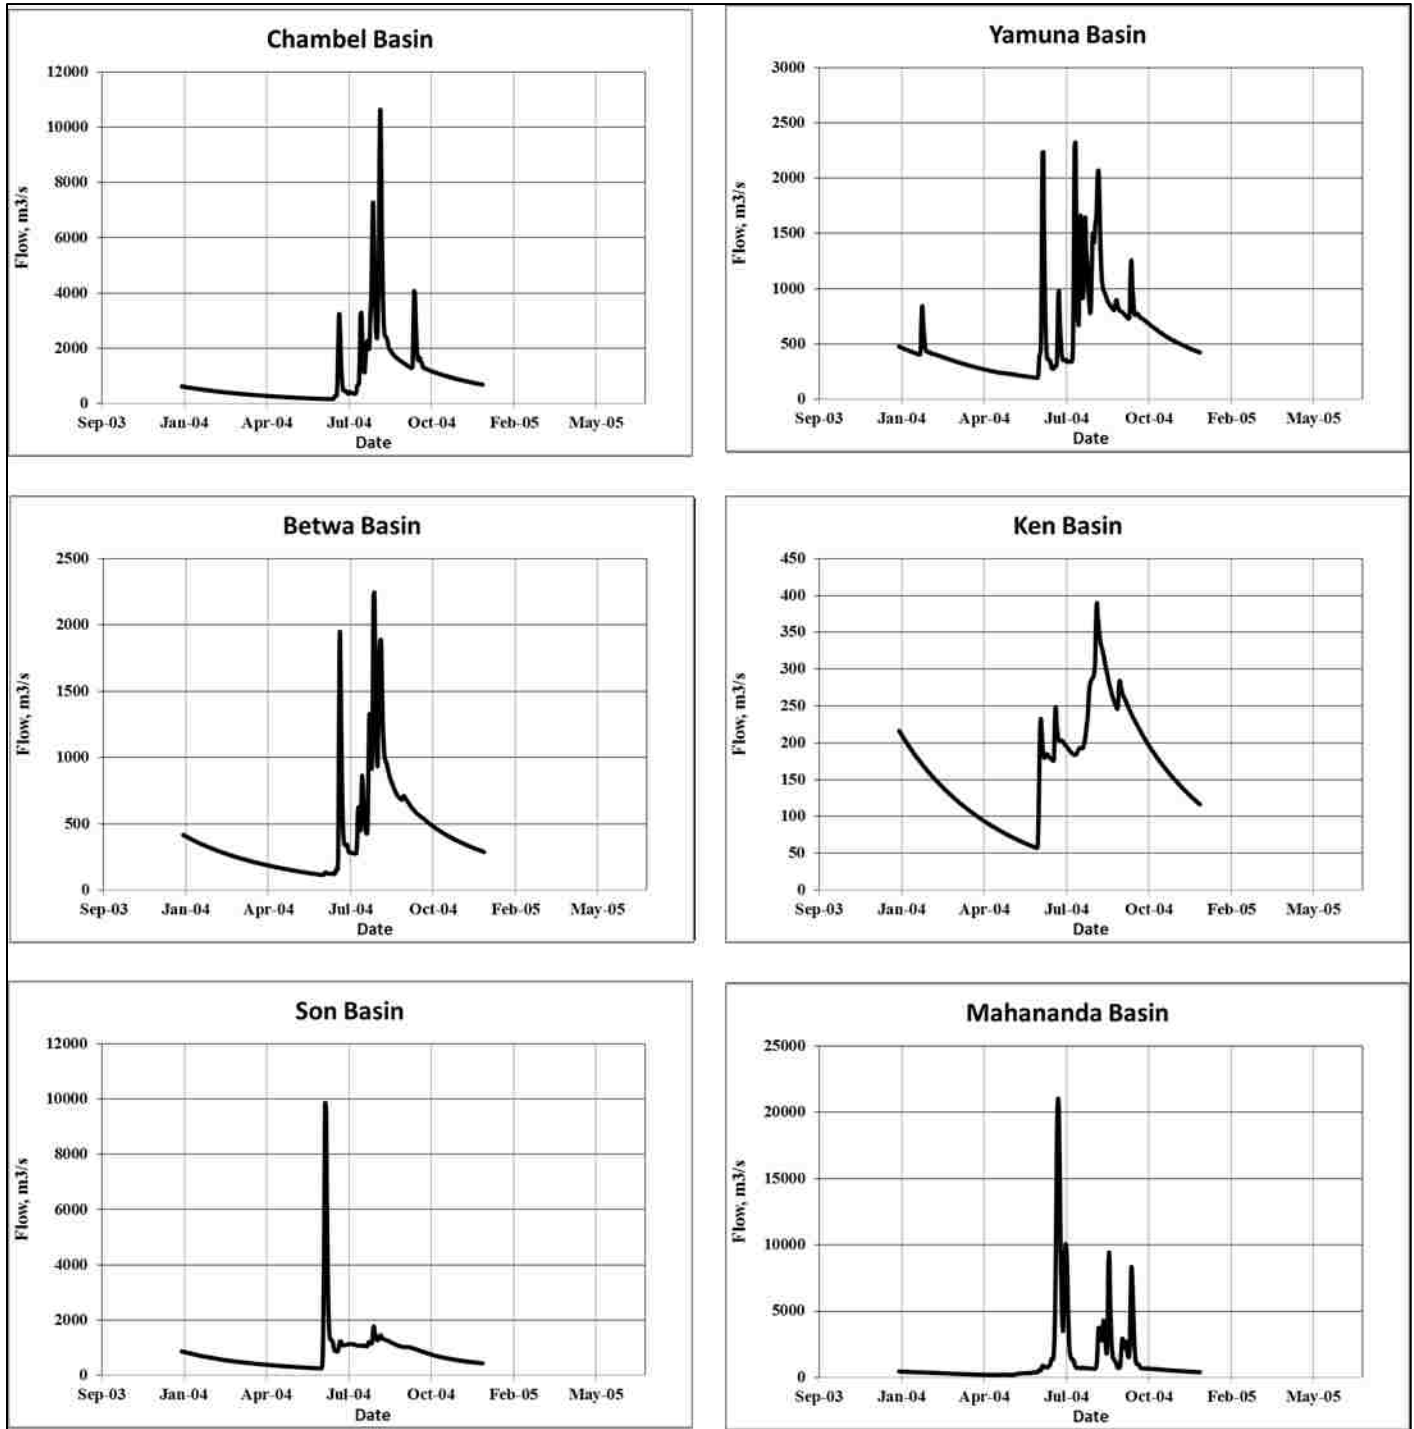 Chambel Basin
12000
10000
8000
6000
4000
2000
0
Flow, m3/s
Sep-03 Jan-04 Apr-04 Jul-04 Oct-04 Feb-05 May-05
Date
Yamuna Basin
3000
2500
2000
1500
1000
500
0
Flow, m3/s
Sep-03 Jan-04 Apr-04 Jul-04 Oct-04 Feb-05 May-05
Date
Betwa Basin
2500
2000
1500
1000
500
0
Flow, m3/s
Sep-03 Jan-04 Apr-04 Jul-04 Oct-04 Feb-05 May-05
Date
Ken Basin
450
400
350
300
250
200
150
100
50
0
Flow, m3/s
Sep-03 Jan-04 Apr-04 Jul-04 Oct-04 Feb-05 May-05
Date
Son Basin
12000
10000
8000
6000
4000
2000
0
Flow, m3/s
Sep-03 Jan-04 Apr-04 Jul-04 Oct-04 Feb-05 May-05
Date
Mahananda Basin
25000
20000
15000
10000
5000
0
Flow, m3/s
Sep-03 Jan-04 Apr-04 Jul-04 Oct-04 Feb-05 May-05
Date